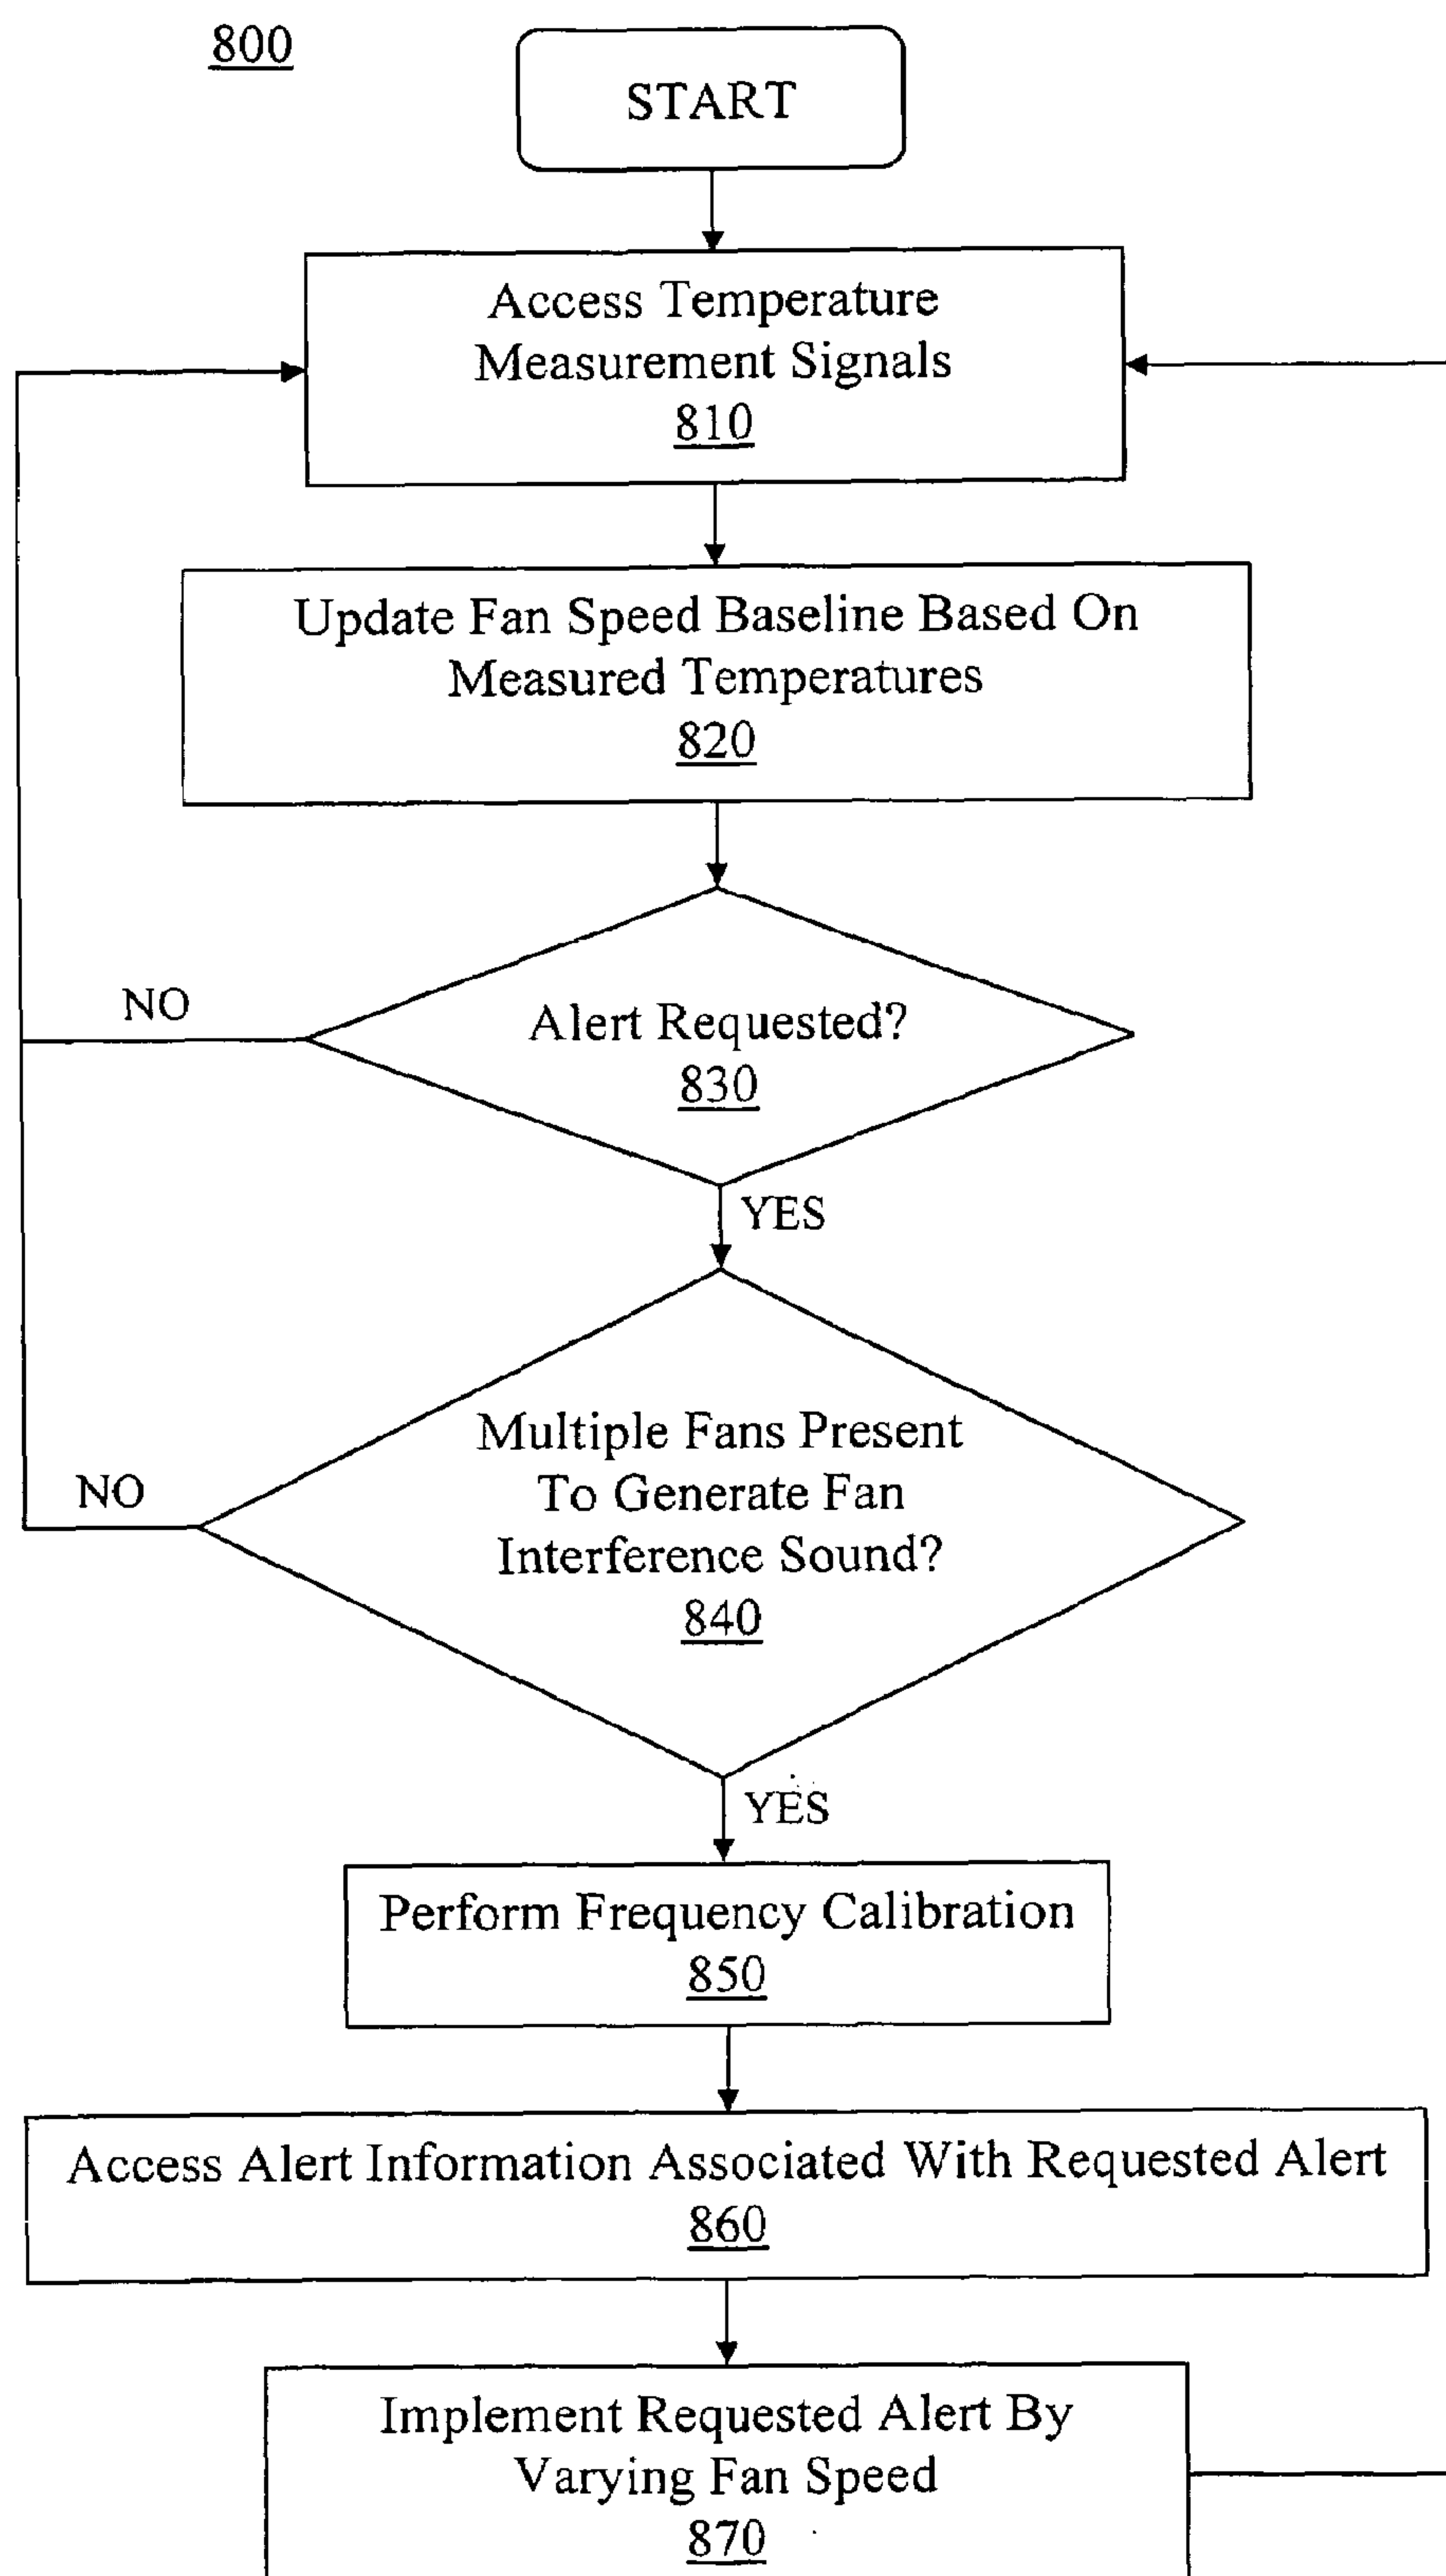 800
START
Access Temperature
Measurement Signals
810
Update Fan Speed Baseline Based On
Measured Temperatures
820
Alert Requested?
830
NO
YES
Multiple Fans Present
To Generate Fan
Interference Sound?
840
NO
YES
Perform Frequency Calibration
850
Access Alert Information Associated With Requested Alert
860
Implement Requested Alert By
Varying Fan Speed
870